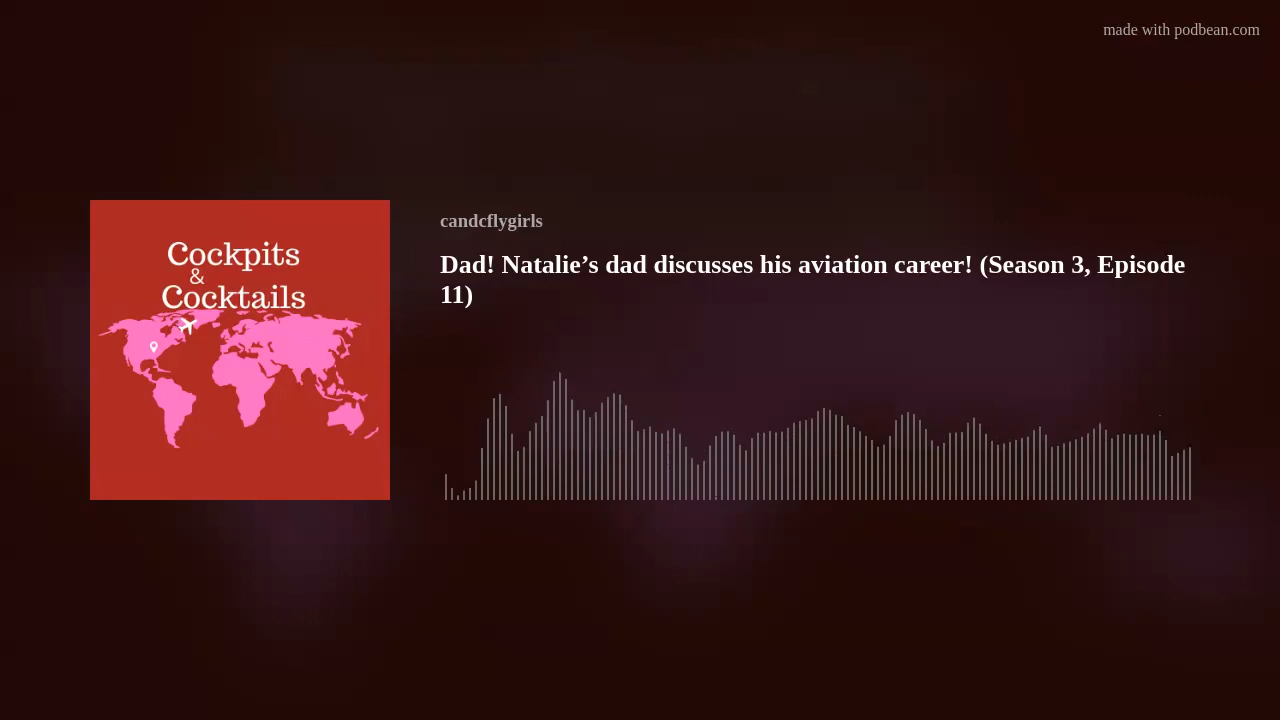 made with podbean.com
Cockpits
&
Cocktails
candcflygirls
Dad! Natalie’s dad discusses his aviation career! (Season 3, Episode
11)